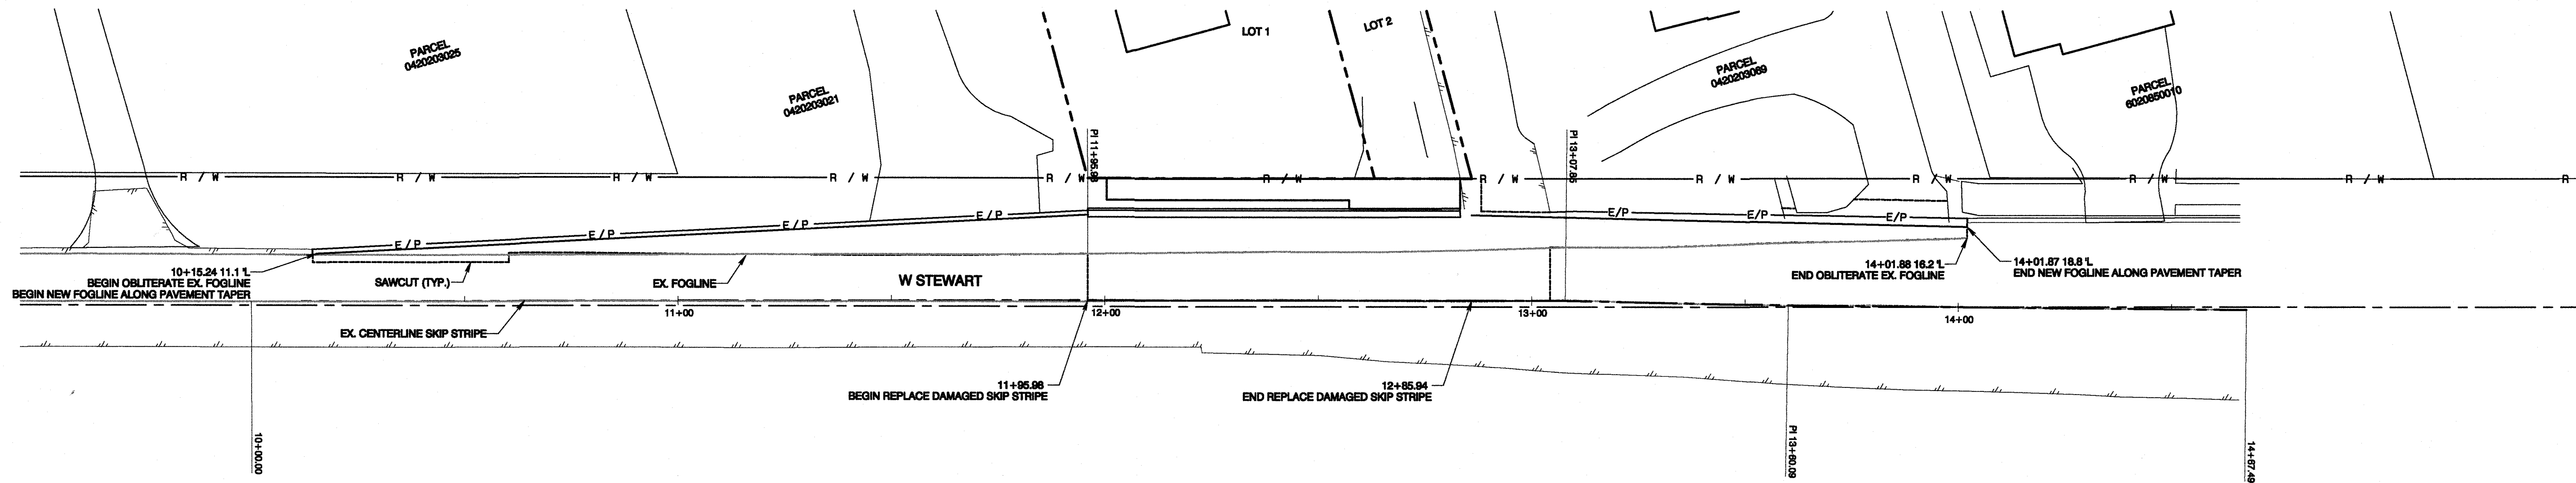 PARCEL
0420203025
PARCEL
0420203021
LOT 1
LOT 2
PARCEL
0420203069
PARCEL
6020850010
PI 11+95.98
PI 13+07.85
R / W
R / W
R / W
R / W
R / W
R / W
R / W
R / W
R / W
R / W
R / W
R
E/P
E/P
E/P
E/P
E/P
E/P
E/P
10+15.24 11.1 'L
BEGIN OBLITERATE EX. FOGLINE
BEGIN NEW FOGLINE ALONG PAVEMENT TAPER
SAWCUT (TYP.)
EX. FOGLINE
W STEWART
14+01.88 16.2 'L
END OBLITERATE EX. FOGLINE
14+01.87 18.8 'L
END NEW FOGLINE ALONG PAVEMENT TAPER
11+00
12+00
13+00
14+00
EX. CENTERLINE SKIP STRIPE
11+95.98
BEGIN REPLACE DAMAGED SKIP STRIPE
12+85.94
END REPLACE DAMAGED SKIP STRIPE
10+00.00
PI 13+60.09
14+67.49